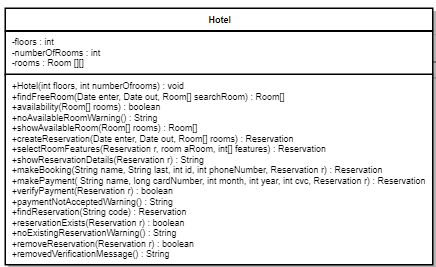 Hotel
-floors : int
-numberOfRooms : int
-rooms : Room [][]
+Hotel(int floors, int numberOfrooms) : void
+findFreeRoom(Date enter, Date out, Room[] searchRoom) : Room[]
+availability(Room[] rooms) : boolean
+noAvailableRoomWarning() : String
+showAvailableRoom(Room[] rooms) : Room[]
+createReservation(Date enter, Date out, Room[] rooms) : Reservation
+selectRoomFeatures(Reservation r, room aRoom, int[] features) : Reservation
+showReservationDetails(Reservation r) : String
+makeBooking(String name, String last, int id, int phoneNumber, Reservation r) : Reservation
+makePayment( String name, long cardNumber, int month, int year, int cvc, Reservation r) : Reservation
+verifyPayment(Reservation r) : boolean
+paymentNotAcceptedWarning() : String
+findReservation(String code) : Reservation
+reservationExists(Reservation r) : boolean
+noExistingReservationWarning() : String
+removeReservation(Reservation r) : boolean
+removedVerificationMessage() : String